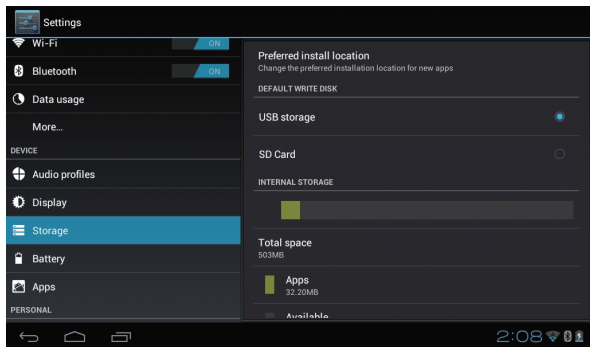 Settings
Wi-Fi
ON
Bluetooth
ON
Data usage
More...
DEVICE
Audio profiles
Display
Storage
Battery
Apps
PERSONAL
Preferred install location
Change the preferred installation location for new apps
DEFAULT WRITE DISK
USB storage
SD Card
INTERNAL STORAGE
Total space
503MB
Apps
32.20MB
Available
2:08